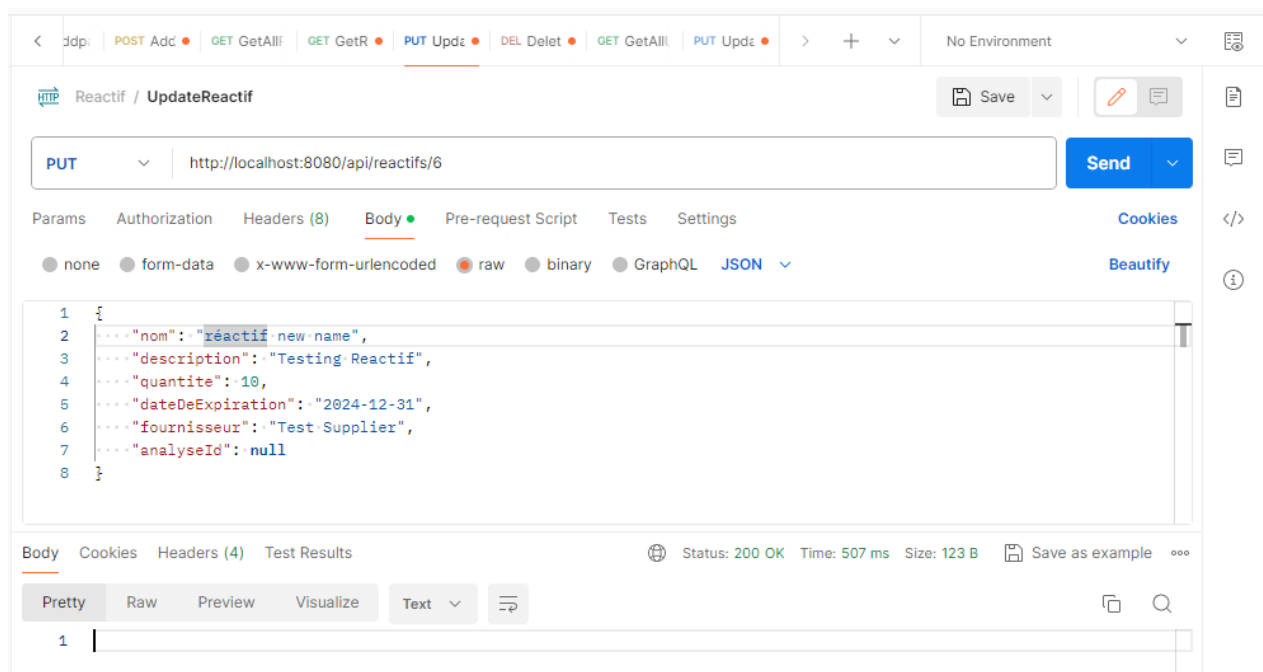 ddp POST Add GET GetAllF GET GetR PUT Upda DEL Delet GET GetAll PUT Upda No Environment
HTTP Reactif / UpdateReactif Save
PUT http://localhost:8080/api/reactifs/6 Send
Params Authorization Headers (8) Body Pre-request Script Tests Settings Cookies
none form-data x-www-form-urlencoded raw binary GraphQL JSON Beautify
1 {
2 "nom": "réactif new name",
3 "description": "Testing Reactif",
4 "quantite": 10,
5 "dateDeExpiration": "2024-12-31",
6 "fournisseur": "Test Supplier",
7 "analyseId": null
8 }
Body Cookies Headers (4) Test Results Status: 200 OK Time: 507 ms Size: 123 B Save as example
Pretty Raw Preview Visualize Text
1